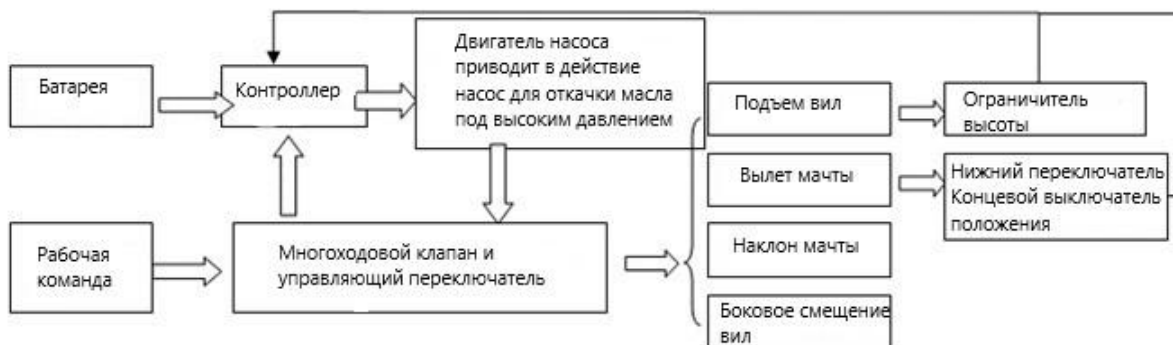 Батарея
Контроллер
Двигатель насоса
приводит в действие
насос для откачки масла
под высоким давлением
Подъем вил
Ограничитель
высоты
Вылет мачты
Нижний переключатель
Концевой выключатель
положения
Рабочая
команда
Многоходовой клапан и
управляющий переключатель
Наклон мачты
Боковое смещение
вил